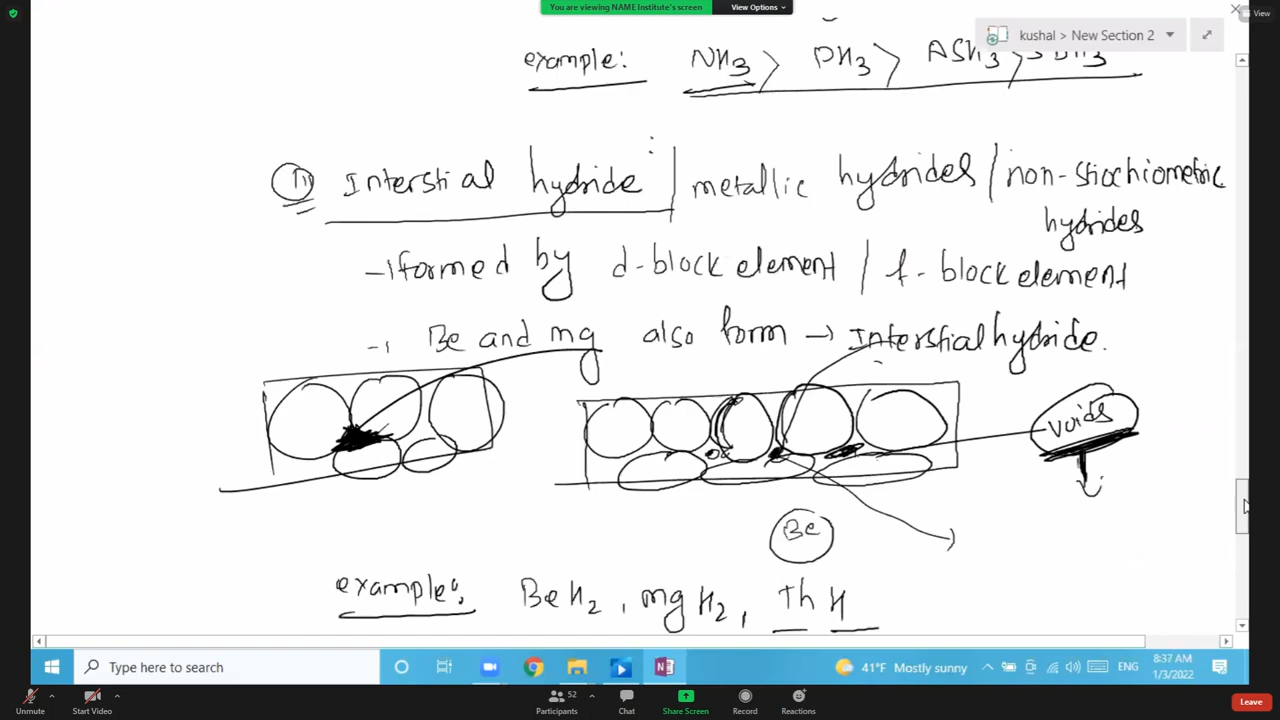 You are viewing NAME Institute's screen
View Options
View
kushal > New Section 2
example: NH3 > PH3 > ASH3 > SbH3
(11) Interstial hydride / metallic hydrides / non-stiochiometric
hydrides
- formed by d-block element / f-block element
- Be and mg also form → Interstial hydride.
voids
Be
example: BeH2, mgH2, Th H
Type here to search
41°F Mostly sunny
ENG
8:37 AM
1/3/2022
Unmute
Start Video
52
Participants
Chat
Share Screen
Record
Reactions
Leave